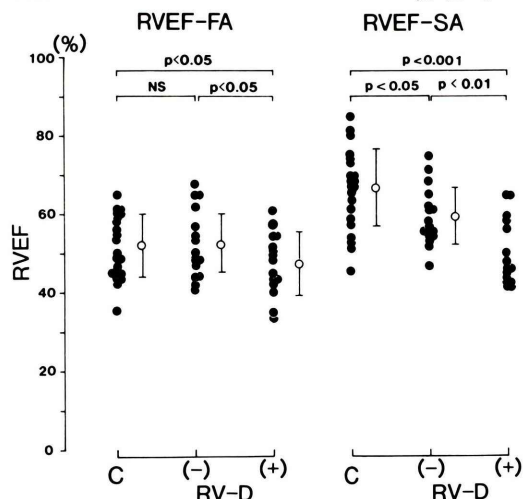 RVEF-FA
RVEF-SA
(%)
100
80
60
40
20
0
RVEF
p<0.05
NS
p<0.05
p<0.001
p<0.05
p<0.01
C
(-)
(+)
RV-D
C
(-)
(+)
RV-D